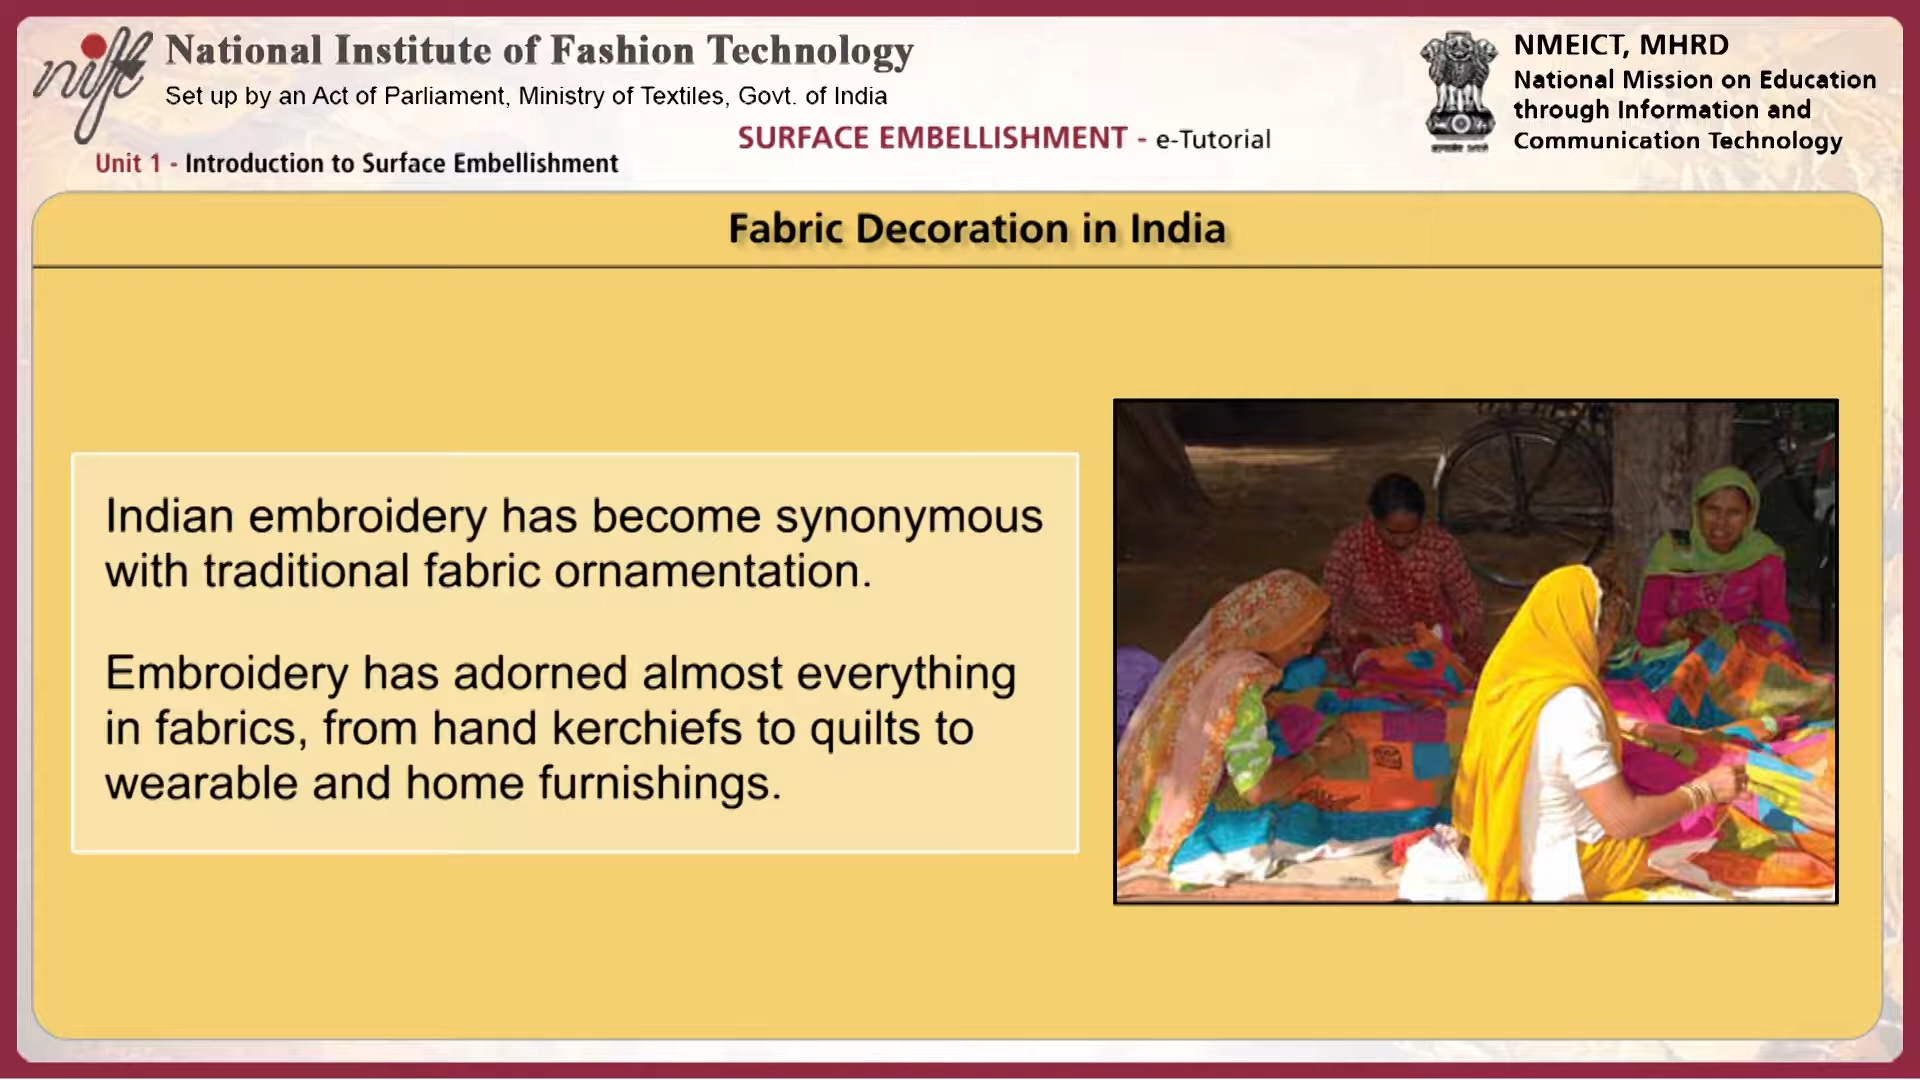 nift
National Institute of Fashion Technology
Set up by an Act of Parliament, Ministry of Textiles, Govt. of India
SURFACE EMBELLISHMENT - e-Tutorial
Unit 1 - Introduction to Surface Embellishment
NMEICT, MHRD
National Mission on Education
through Information and
Communication Technology
Fabric Decoration in India
Indian embroidery has become synonymous
with traditional fabric ornamentation.
Embroidery has adorned almost everything
in fabrics, from hand kerchiefs to quilts to
wearable and home furnishings.